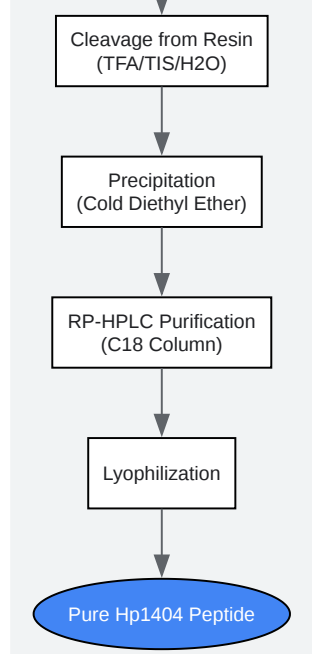 Cleavage from Resin
(TFA/TIS/H2O)
Precipitation
(Cold Diethyl Ether)
RP-HPLC Purification
(C18 Column)
Lyophilization
Pure Hp1404 Peptide